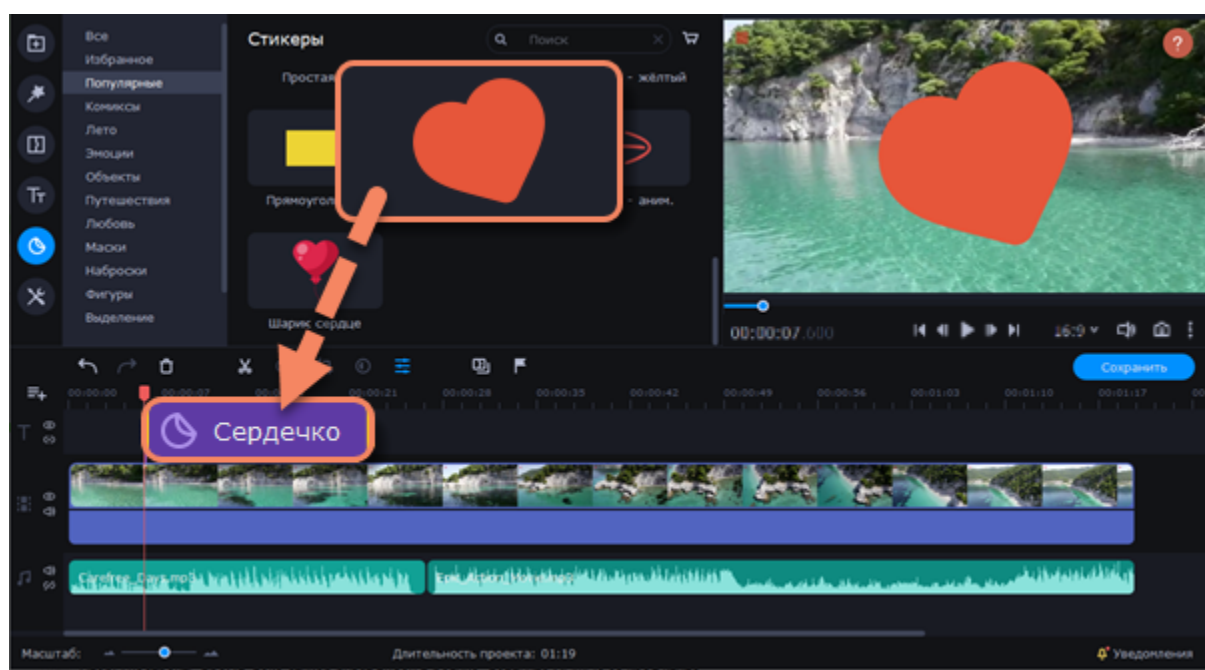 Все
Избранное
Популярные
Комиксы
Лето
Эмоции
Объекты
Путешествия
Любовь
Маски
Наброски
Фигуры
Выделение
Стикеры
Поиск
Простая
- жёлтый
Прямоугол
- аним.
Шарик сердце
?
00:00:07.600
16:9
Сохранить
00:00:00
00:00:07
00:00:21
00:00:28
00:00:35
00:00:42
00:00:49
00:00:56
00:01:03
00:01:10
00:01:17
00
Сердечко
Carefree_Days.mp3
Масштаб:
Длительность проекта: 01:19
Уведомления